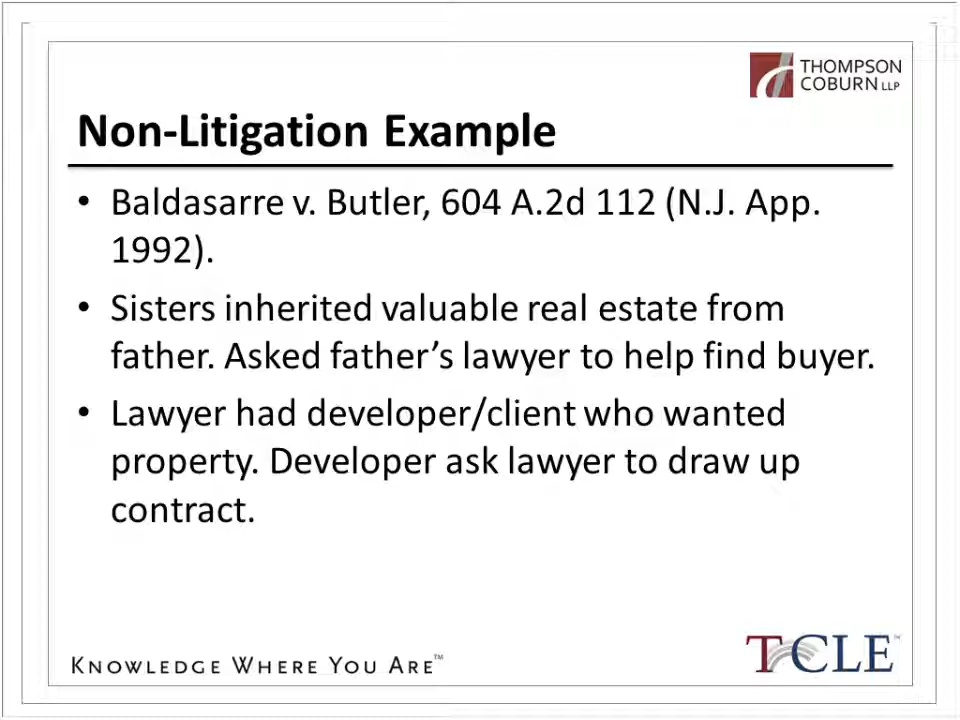 THOMPSON
COBURN LLP
Non-Litigation Example
• Baldasarre v. Butler, 604 A.2d 112 (N.J. App.
1992).
• Sisters inherited valuable real estate from
father. Asked father’s lawyer to help find buyer.
• Lawyer had developer/client who wanted
property. Developer ask lawyer to draw up
contract.
KNOWLEDGE WHERE YOU ARE™
TCLE™